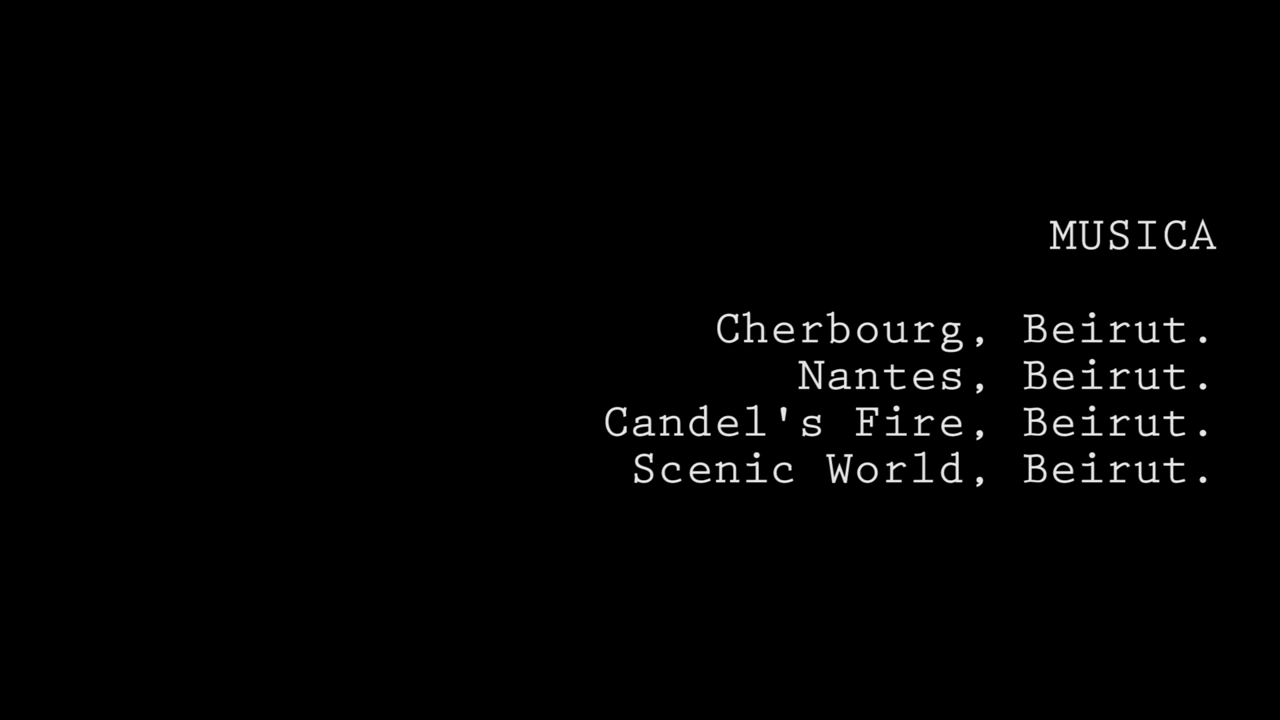 MUSICA
Cherbourg, Beirut.
Nantes, Beirut.
Candel's Fire, Beirut.
Scenic World, Beirut.